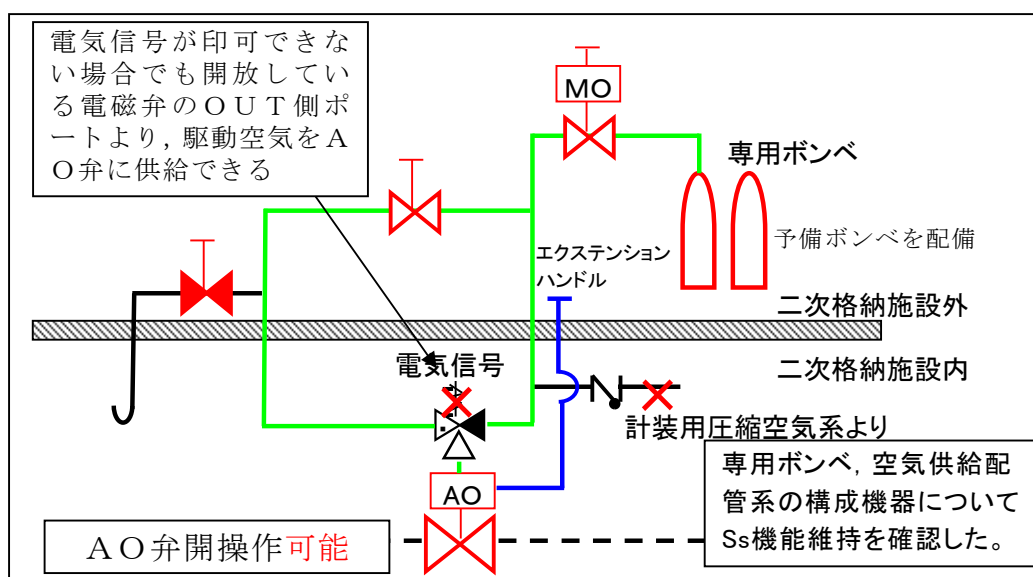 電気信号が印可できな
い場合でも開放してい
る電磁弁のOUT側ポ
ートより,駆動空気をA
O弁に供給できる
MO
専用ボンベ
予備ボンベを配備
エクステンション
ハンドル
二次格納施設外
二次格納施設内
電気信号
計装用圧縮空気系より
AO
専用ボンベ,空気供給配
管系の構成機器について
Ss機能維持を確認した。
AO弁開操作可能